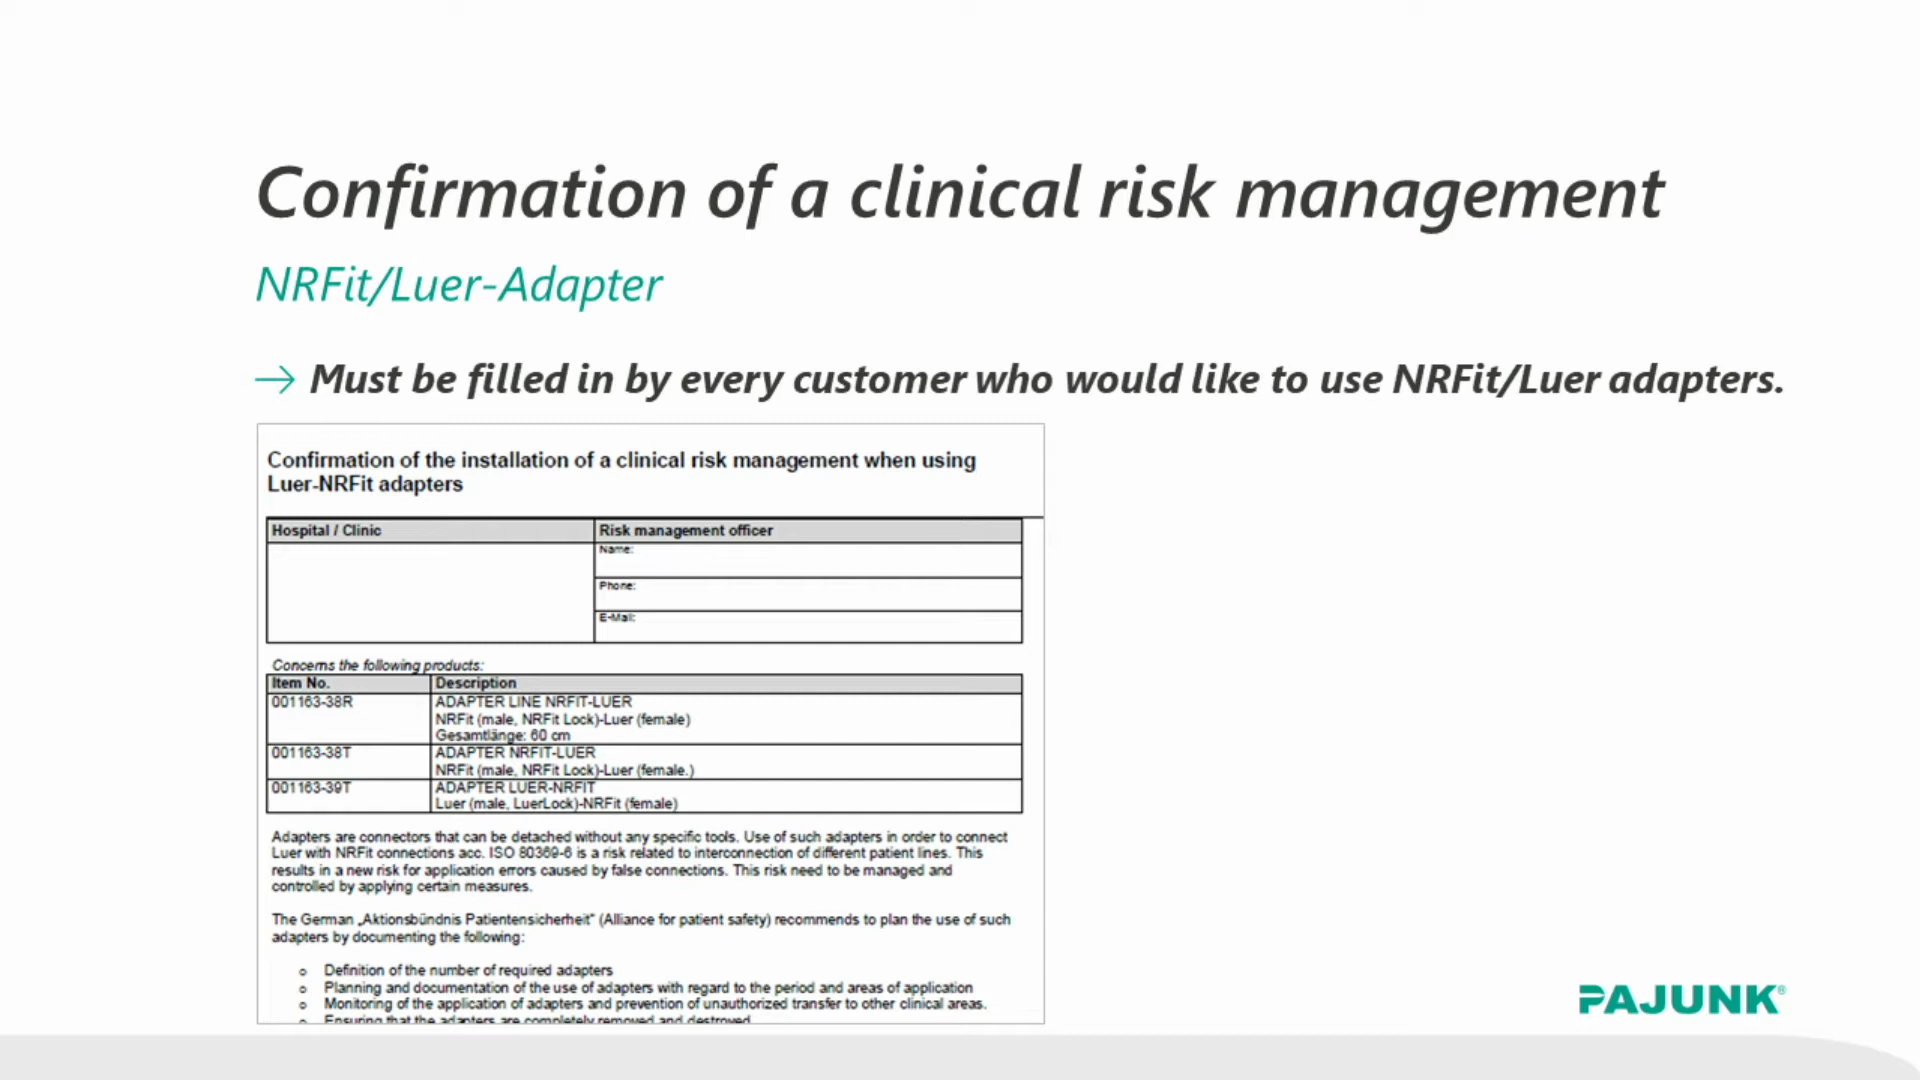 Confirmation of a clinical risk management
NRFit/Luer-Adapter
→ Must be filled in by every customer who would like to use NRFit/Luer adapters.
Confirmation of the installation of a clinical risk management when using
Luer-NRFit adapters
Hospital / Clinic
Risk management officer
Name:
Phone:
E-Mail:
Concerns the following products:
Item No.
Description
001163-38R
ADAPTER LINE NRFIT-LUER
NRFit (male, NRFit Lock)-Luer (female)
Gesamtlänge: 60 cm
001163-38T
ADAPTER NRFIT-LUER
NRFit (male, NRFit Lock)-Luer (female.)
001163-39T
ADAPTER LUER-NRFIT
Luer (male, LuerLock)-NRFit (female)
Adapters are connectors that can be detached without any specific tools. Use of such adapters in order to connect
Luer with NRFit connections acc. ISO 80369-6 is a risk related to interconnection of different patient lines. This
results in a new risk for application errors caused by false connections. This risk need to be managed and
controlled by applying certain measures.
The German „Aktionsbündnis Patientensicherheit“ (Alliance for patient safety) recommends to plan the use of such
adapters by documenting the following:
o Definition of the number of required adapters
o Planning and documentation of the use of adapters with regard to the period and areas of application
o Monitoring of the application of adapters and prevention of unauthorized transfer to other clinical areas.
o Ensuring that the adapters are completely removed and destroyed
PAJUNK®